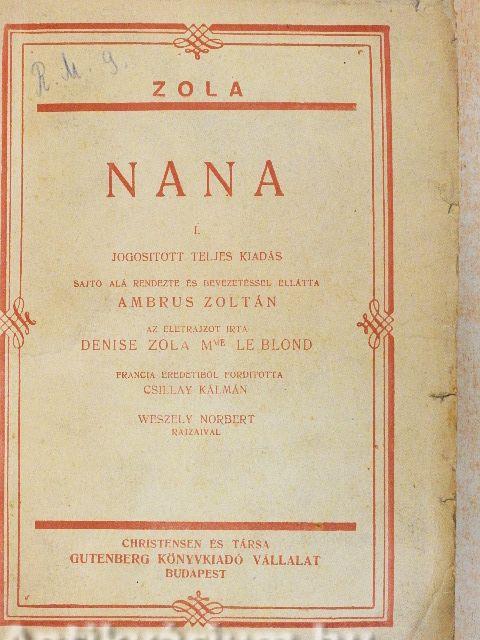 R. M. g.
ZOLA
NANA
I.
JOGOSITOTT TELJES KIADÁS
SAJTÓ ALÁ RENDEZTE ÉS BEVEZETÉSSEL ELLÁTTA
AMBRUS ZOLTÁN
AZ ÉLETRAJZOT IRTA
DENISE ZOLA MME LE BLOND
FRANCIA EREDETIBŐL FORDITOTTA
CSILLAY KÁLMÁN
WESZELY NORBERT
RAJZAIVAL
CHRISTENSEN ÉS TÁRSA
GUTENBERG KÖNYVKIADÓ VÁLLALAT
BUDAPEST